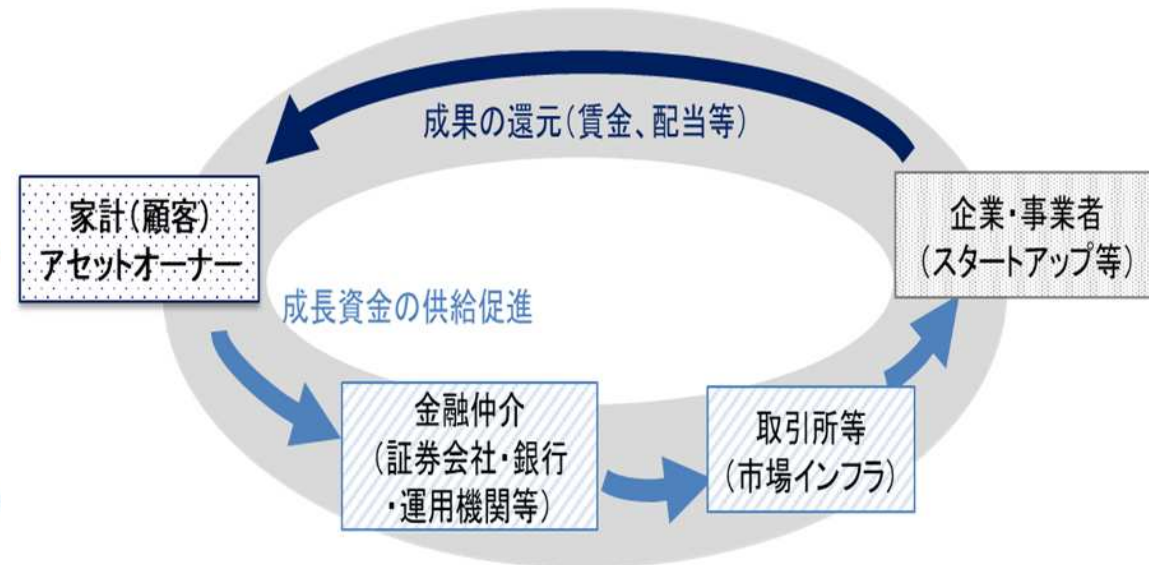 成果の還元(賃金、配当等)
家計(顧客)
アセットオーナー
企業・事業者
(スタートアップ等)
成長資金の供給促進
金融仲介
(証券会社・銀行
・運用機関等)
取引所等
(市場インフラ)